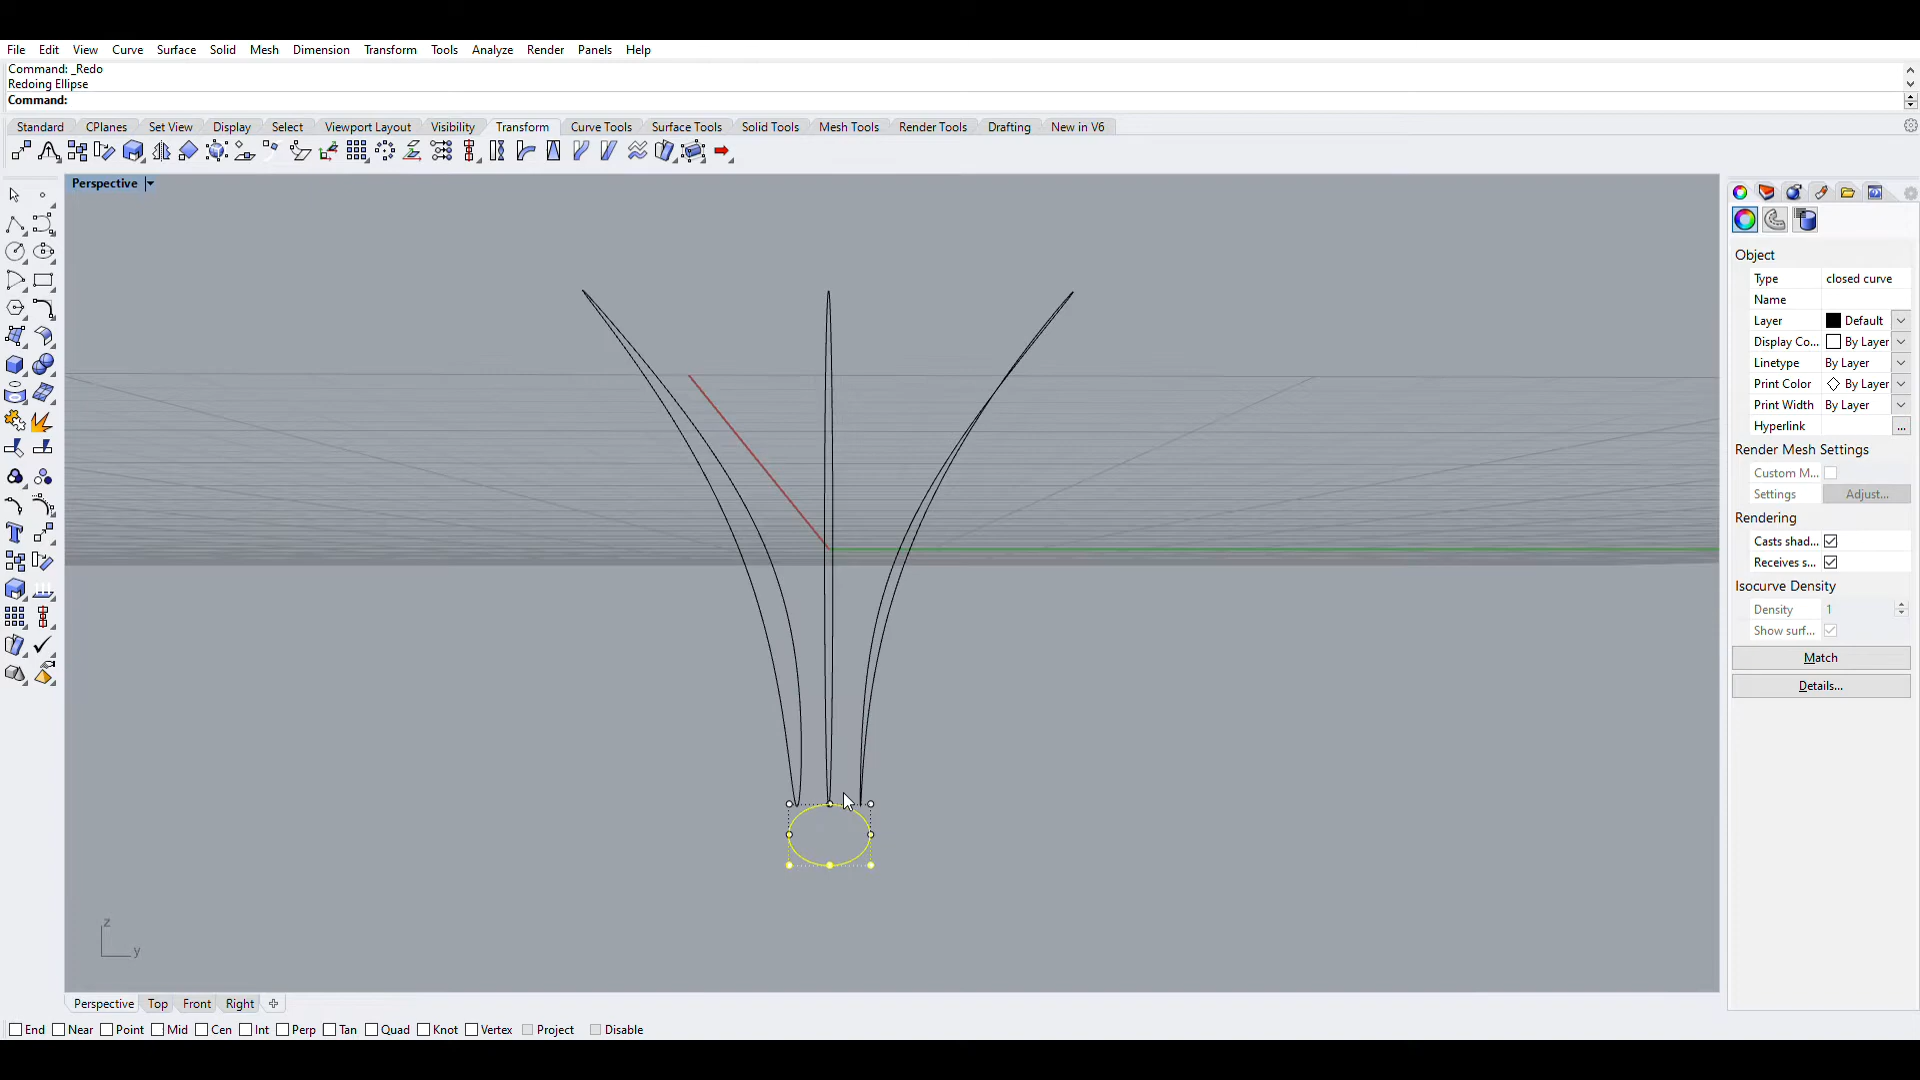 File Edit View Curve Surface Solid Mesh Dimension Transform Tools Analyze Render Panels Help
Command: _Redo
Redoing Ellipse
Command:
Standard CPlanes Set View Display Select Viewport Layout Visibility Transform Curve Tools Surface Tools Solid Tools Mesh Tools Render Tools Drafting New in V6
Perspective
Object
Type closed curve
Name
Layer Default
Display Co... By Layer
Linetype By Layer
Print Color By Layer
Print Width By Layer
Hyperlink ...
Render Mesh Settings
Custom M...
Settings Adjust...
Rendering
Casts shad...
Receives s...
Isocurve Density
Density 1
Show surf...
Match
Details...
z
y
Perspective Top Front Right
End Near Point Mid Cen Int Perp Tan Quad Knot Vertex Project Disable